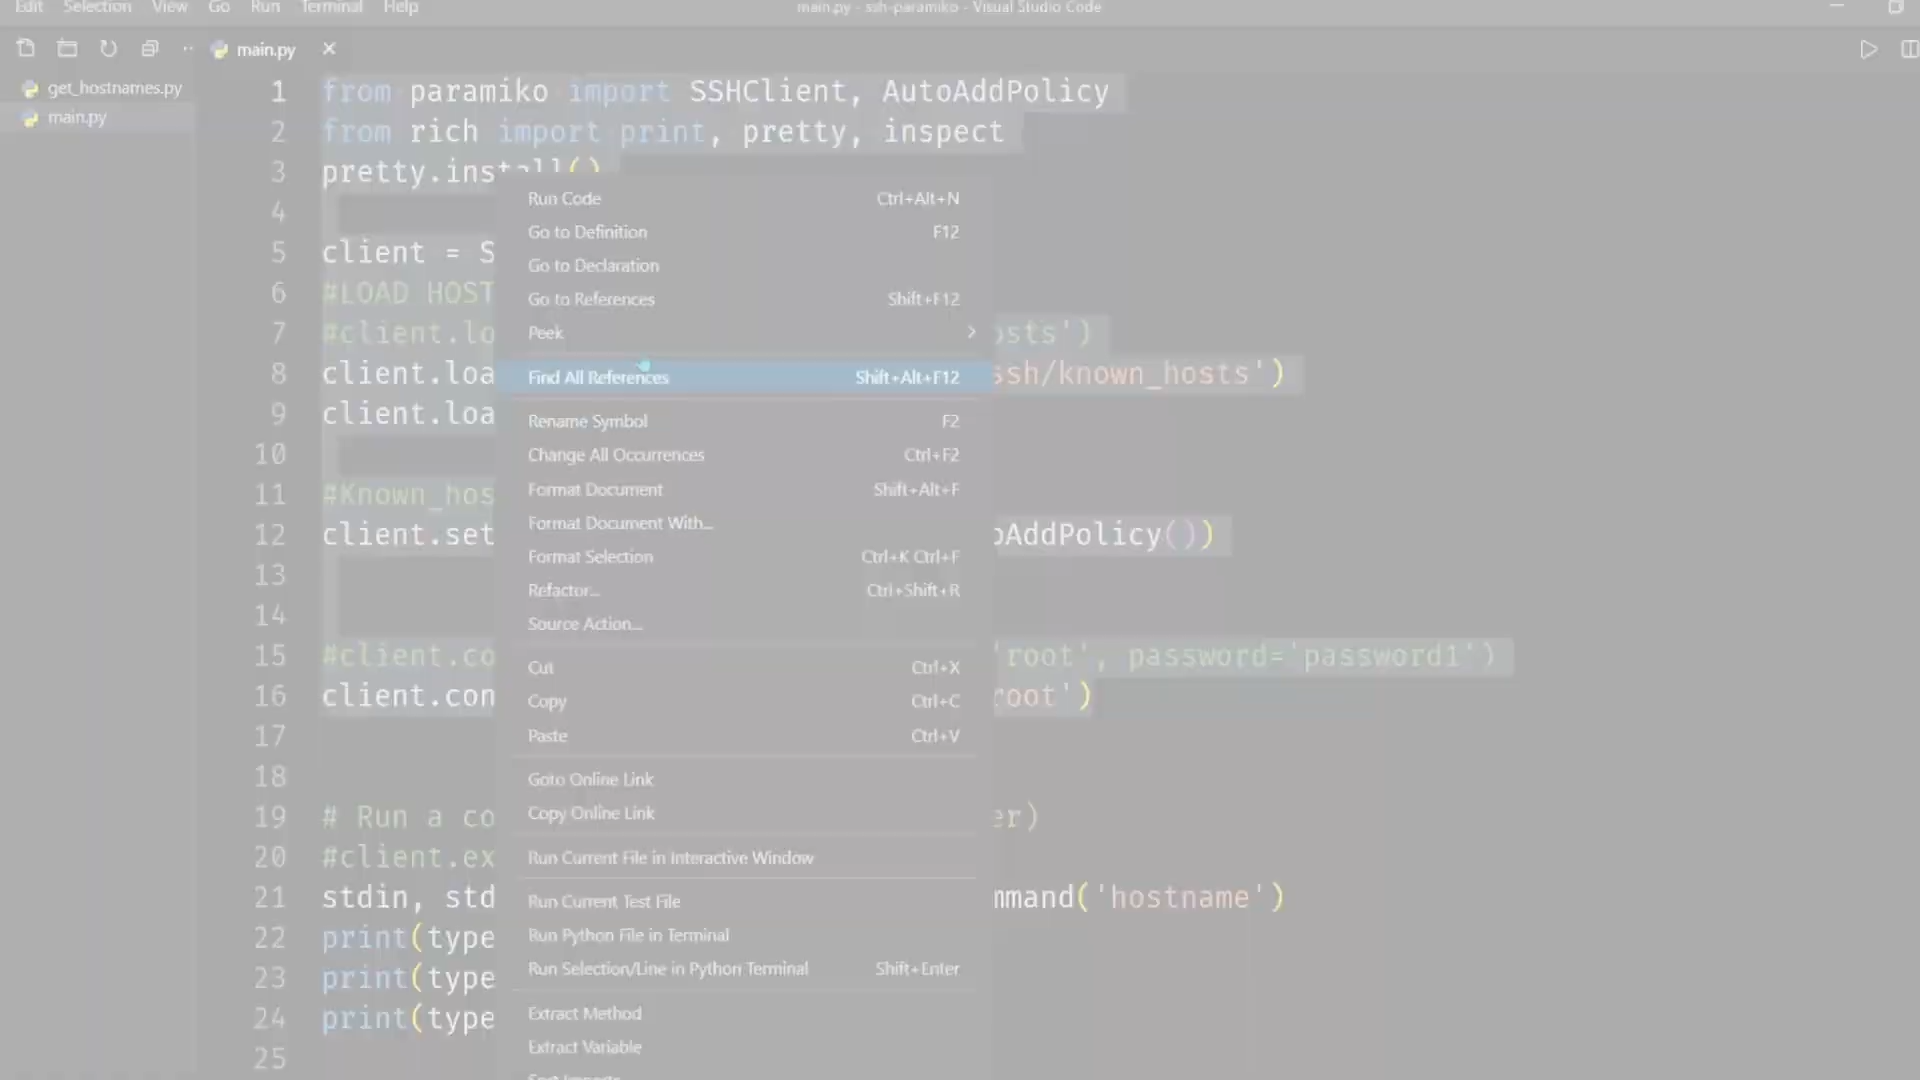 Edit Selection View Go Run Terminal Help
main.py - ssh-paramiko - Visual Studio Code
main.py
get_hostnames.py
main.py
1 from paramiko import SSHClient, AutoAddPolicy
2 from rich import print, pretty, inspect
3 pretty.install()
4
5 client = S
6 #LOAD HOST
7 #client.lo osts')
8 client.loa ssh/known_hosts')
9 client.loa
10
11 #Known_hos
12 client.set oAddPolicy())
13
14
15 #client.co 'root', password='password1')
16 client.con root')
17
18
19 # Run a co er)
20 #client.ex
21 stdin, std mmand('hostname')
22 print(type
23 print(type
24 print(type
25
Run Code Ctrl+Alt+N
Go to Definition F12
Go to Declaration
Go to References Shift+F12
Peek
Find All References Shift+Alt+F12
Rename Symbol F2
Change All Occurrences Ctrl+F2
Format Document Shift+Alt+F
Format Document With...
Format Selection Ctrl+K Ctrl+F
Refactor... Ctrl+Shift+R
Source Action...
Cut Ctrl+X
Copy Ctrl+C
Paste Ctrl+V
Goto Online Link
Copy Online Link
Run Current File in Interactive Window
Run Current Test File
Run Python File in Terminal
Run Selection/Line in Python Terminal Shift+Enter
Extract Method
Extract Variable